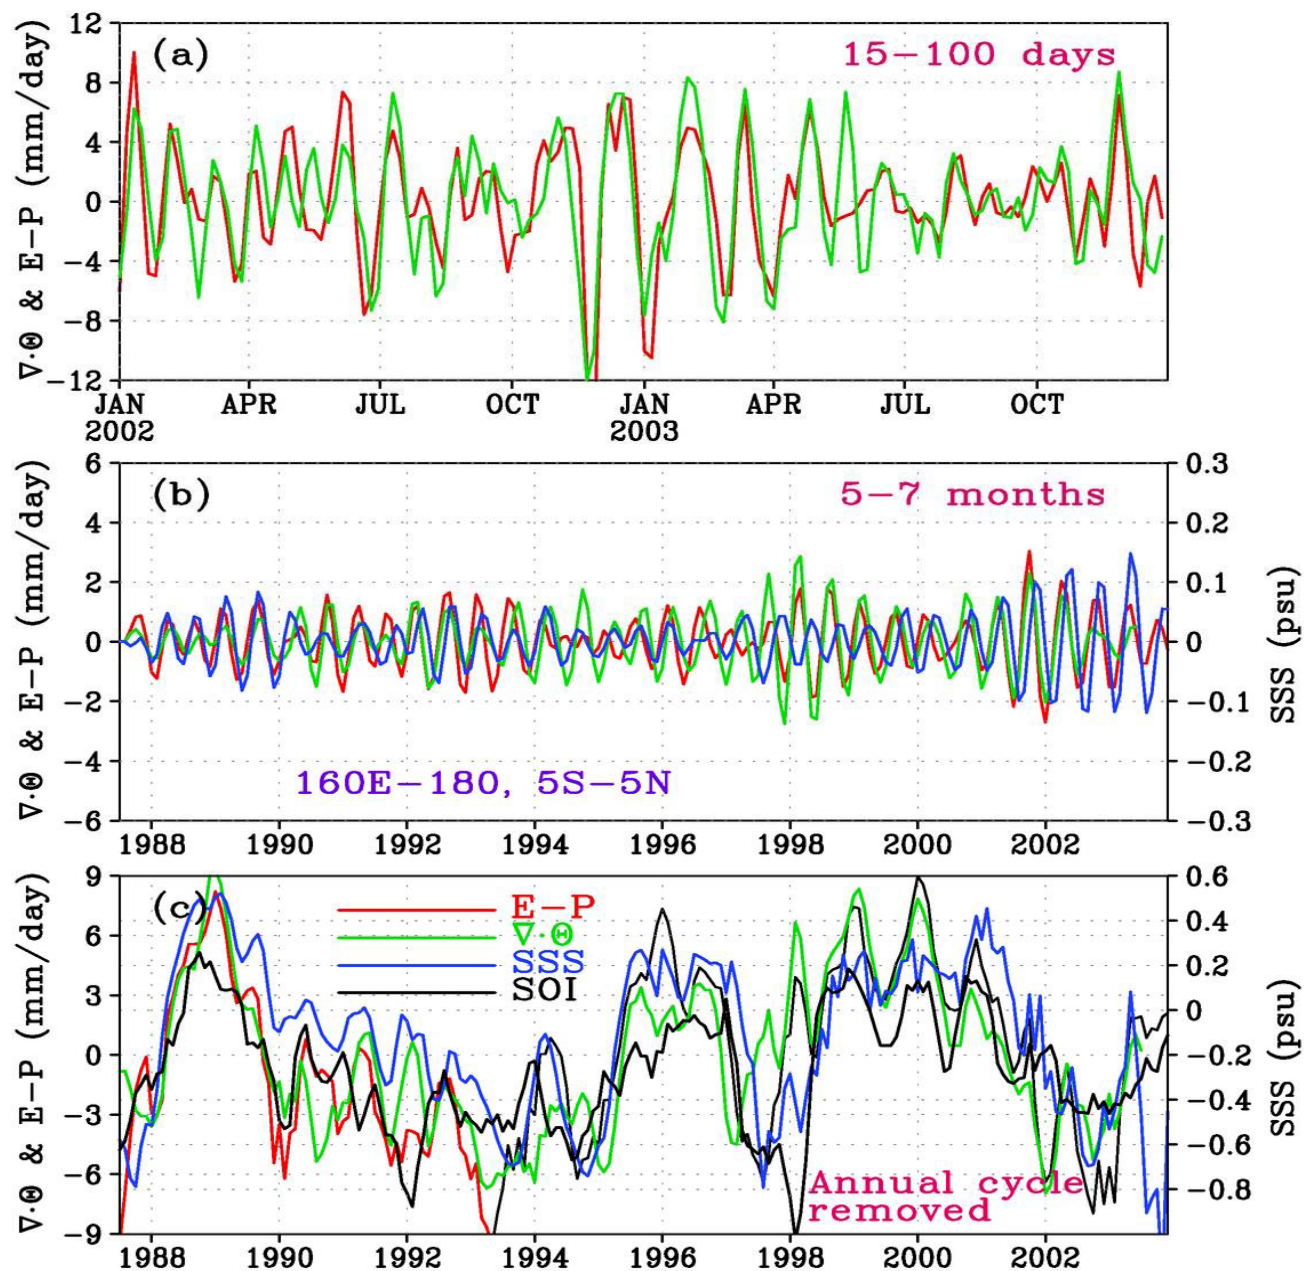 ∇·Θ & E−P (mm/day)
(a)
15−100 days
12
8
4
0
−4
−8
−12
JAN APR JUL OCT JAN APR JUL OCT
2002 2003
∇·Θ & E−P (mm/day)
(b)
5−7 months
6 0.3
4 0.2
2 0.1
0 0
−2 −0.1
−4 −0.2
−6 −0.3
SSS (psu)
160E−180, 5S−5N
1988 1990 1992 1994 1996 1998 2000 2002
∇·Θ & E−P (mm/day)
(c)
9
6
3
0
−3
−6
−9
E−P
∇·Θ
SSS
SOI
0.6
0.4
0.2
0
−0.2
−0.4
−0.6
−0.8
SSS (psu)
Annual cycle
removed
1988 1990 1992 1994 1996 1998 2000 2002